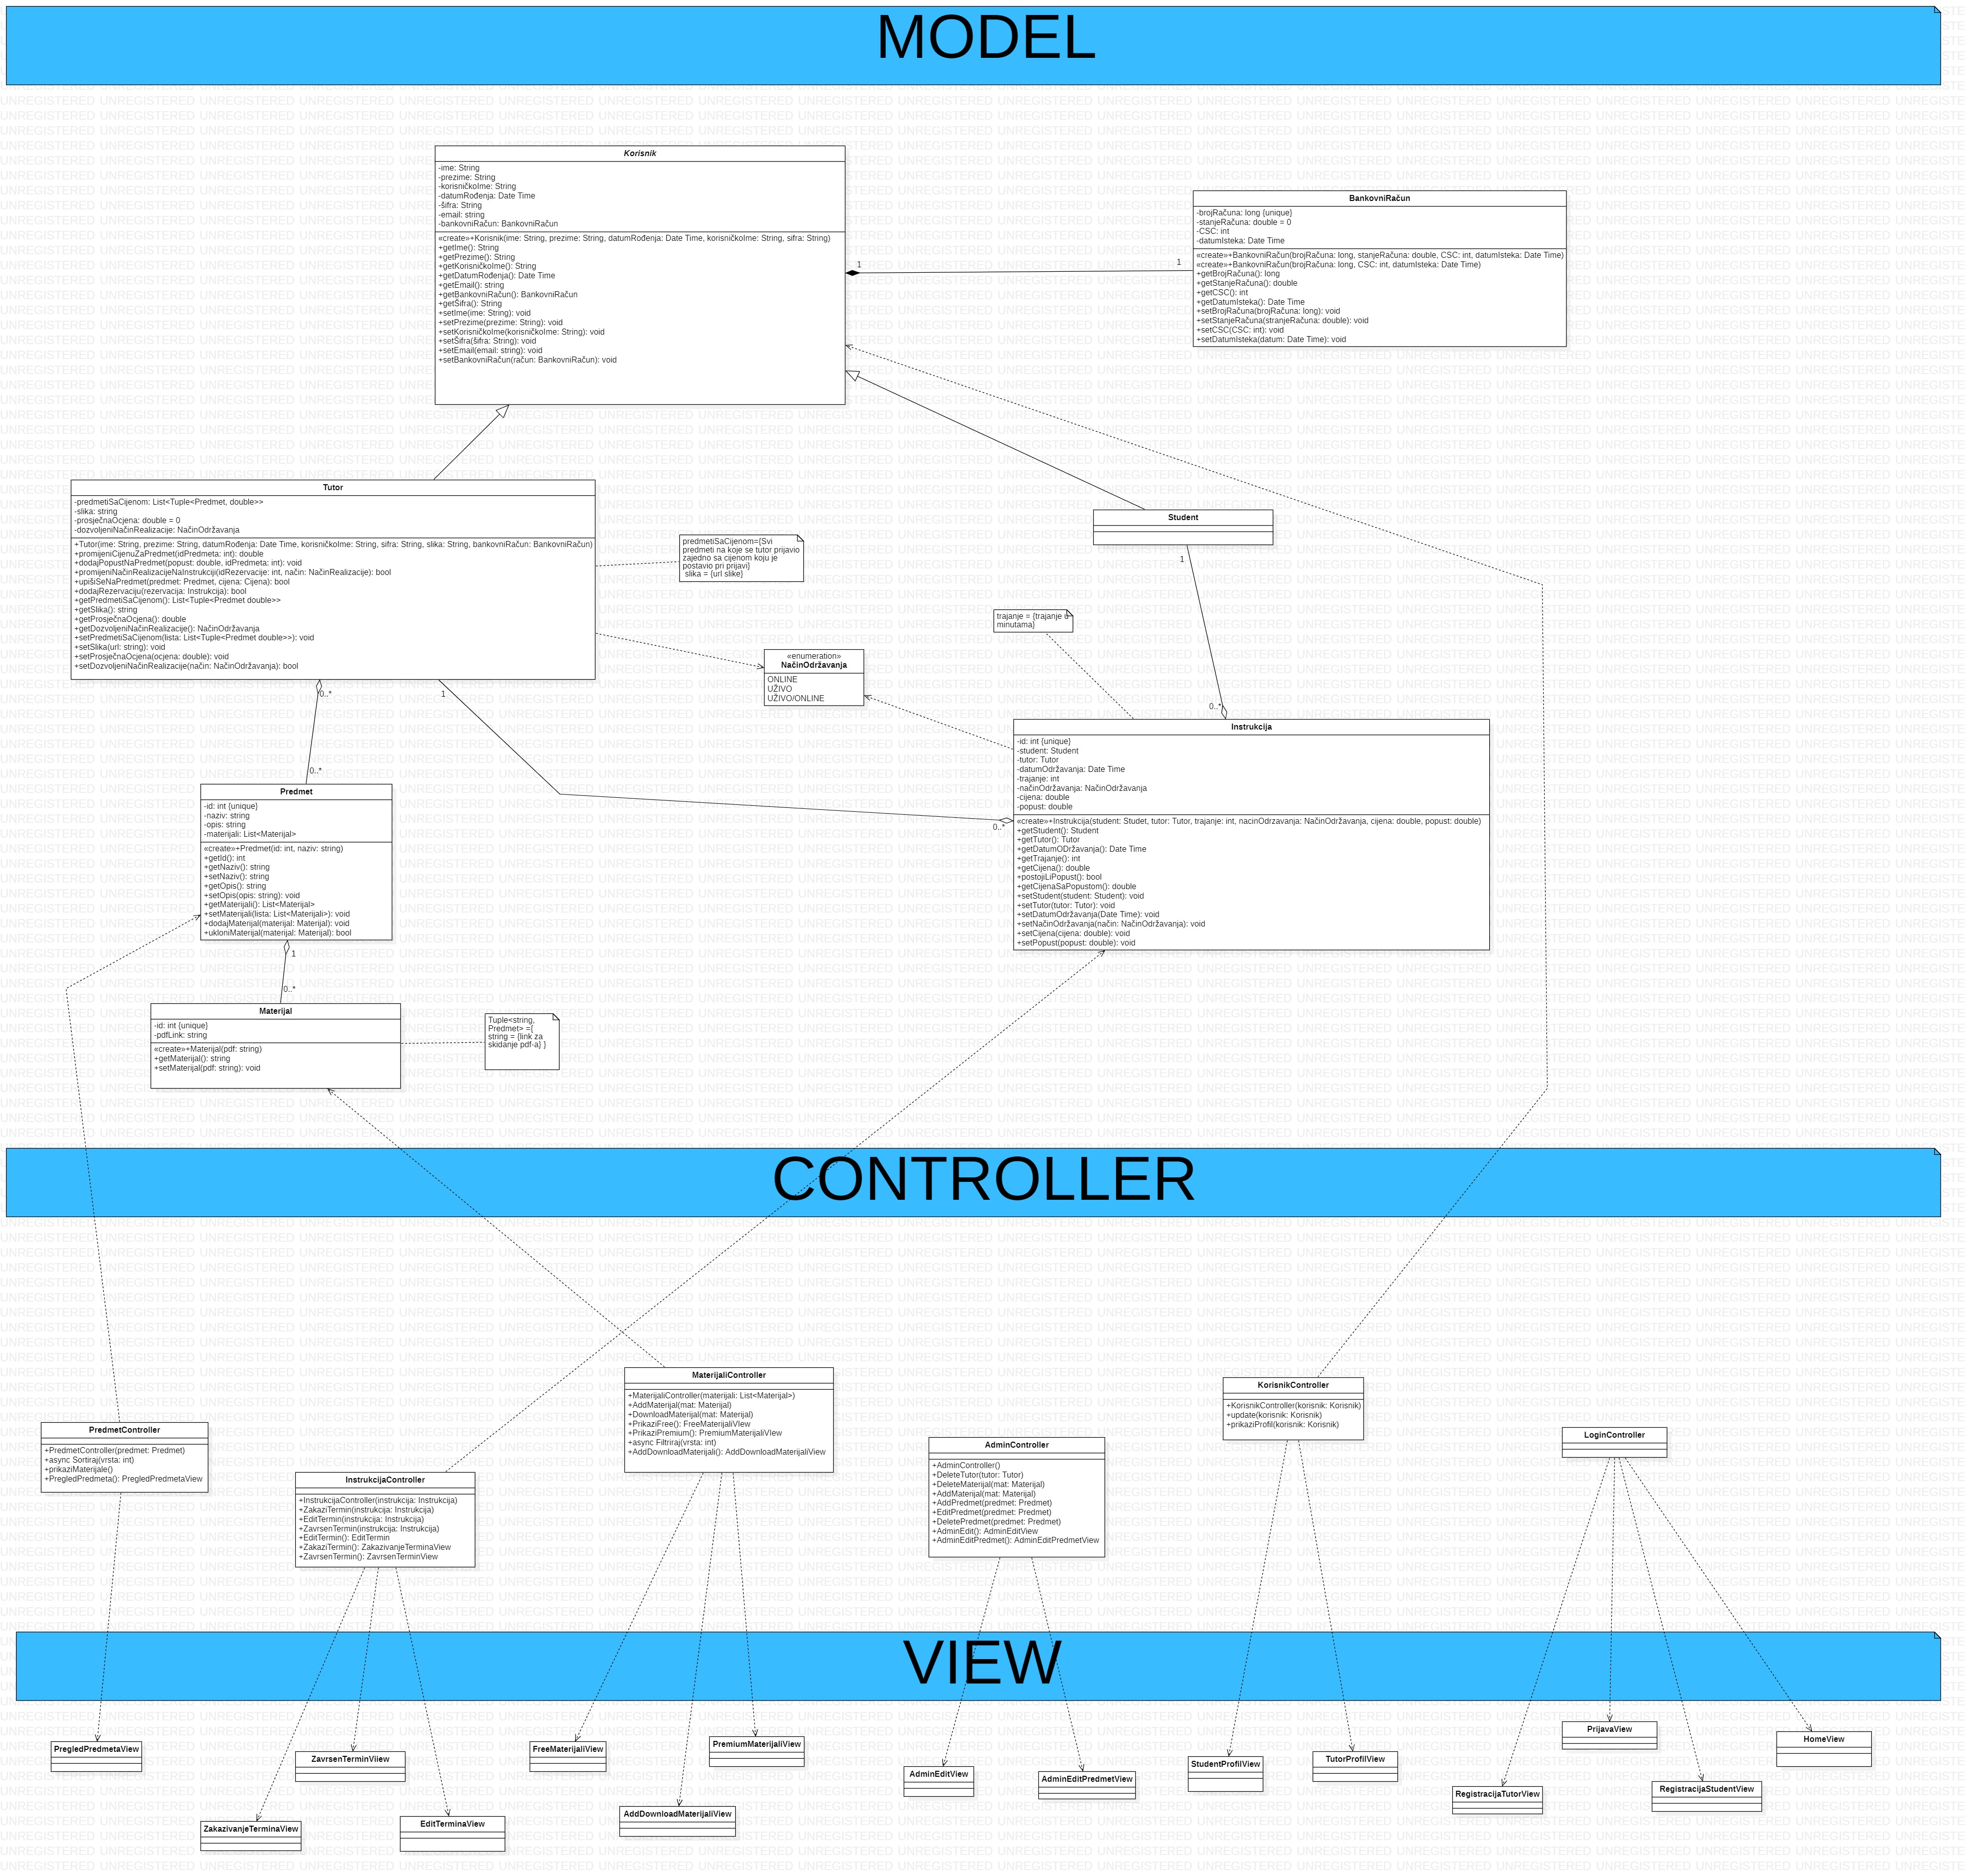 MODEL
Korisnik
-ime: String
-prezime: String
-korisničkoIme: String
-datumRođenja: Date Time
-šifra: String
-email: string
-bankovniRačun: BankovniRačun
«create»+Korisnik(ime: String, prezime: String, datumRođenja: Date Time, korisničkoIme: String, sifra: String)
+getIme(): String
+getPrezime(): String
+getKorisničkoIme(): String
+getDatumRođenja(): Date Time
+getEmail(): string
+getBankovniRačun(): BankovniRačun
+getŠifra(): String
+setIme(ime: String): void
+setPrezime(prezime: String): void
+setKorisničkoIme(korisničkoIme: String): void
+setŠifra(šifra: String): void
+setEmail(email: string): void
+setBankovniRačun(račun: BankovniRačun): void
1
1
BankovniRačun
-brojRačuna: long {unique}
-stanjeRačuna: double = 0
-CSC: int
-datumIsteka: Date Time
«create»+BankovniRačun(brojRačuna: long, stanjeRačuna: double, CSC: int, datumIsteka: Date Time)
«create»+BankovniRačun(brojRačuna: long, CSC: int, datumIsteka: Date Time)
+getBrojRačuna(): long
+getStanjeRačuna(): double
+getCSC(): int
+getDatumIsteka(): Date Time
+setBrojRačuna(brojRačuna: long): void
+setStanjeRačuna(stranjeRačuna: double): void
+setCSC(CSC: int): void
+setDatumIsteka(datum: Date Time): void
Tutor
-predmetiSaCijenom: List<Tuple<Predmet, double>>
-slika: string
-prosječnaOcjena: double = 0
-dozvoljeniNačinRealizacije: NačinOdržavanja
+Tutor(ime: String, prezime: String, datumRođenja: Date Time, korisničkoIme: String, sifra: String, slika: String, bankovniRačun: BankovniRačun)
+promijeniCijenuZaPredmet(idPredmeta: int): double
+dodajPopustNaPredmet(popust: double, idPredmeta: int): void
+promijeniNačinRealizacijeNaInstrukciji(idRezervacije: int, način: NačinRealizacije): bool
+upišiSeNaPredmet(predmet: Predmet, cijena: Cijena): bool
+dodajRezervaciju(rezervacija: Instrukcija): bool
+getPredmetiSaCijenom(): List<Tuple<Predmet double>>
+getSlika(): string
+getProsječnaOcjena(): double
+getDozvoljeniNačinRealizacije(): NačinOdržavanja
+setPredmetiSaCijenom(lista: List<Tuple<Predmet double>>): void
+setSlika(url: string): void
+setProsječnaOcjena(ocjena: double): void
+setDozvoljeniNačinRealizacije(način: NačinOdržavanja): bool
predmetiSaCijenom={Svi
predmeti na koje se tutor prijavio
zajedno sa cijenom koju je
postavio pri prijavi}
slika = {url slike}
Student
1
trajanje = {trajanje u
minutama}
«enumeration»
NačinOdržavanja
ONLINE
UŽIVO
UŽIVO/ONLINE
0..*
1
0..*
0..*
0..*
Instrukcija
-id: int {unique}
-student: Student
-tutor: Tutor
-datumOdržavanja: Date Time
-trajanje: int
-načinOdržavanja: NačinOdržavanja
-cijena: double
-popust: double
«create»+Instrukcija(student: Studet, tutor: Tutor, trajanje: int, nacinOdrzavanja: NačinOdržavanja, cijena: double, popust: double)
+getStudent(): Student
+getTutor(): Tutor
+getDatumODržavanja(): Date Time
+getTrajanje(): int
+getCijena(): double
+postojiLiPopust(): bool
+getCijenaSaPopustom(): double
+setStudent(student: Student): void
+setTutor(tutor: Tutor): void
+setDatumOdržavanja(Date Time): void
+setNačinOdržavanja(način: NačinOdržavanja): void
+setCijena(cijena: double): void
+setPopust(popust: double): void
Predmet
-id: int {unique}
-naziv: string
-opis: string
-materijali: List<Materijal>
«create»+Predmet(id: int, naziv: string)
+getId(): int
+getNaziv(): string
+setNaziv(): string
+getOpis(): string
+setOpis(opis: string): void
+getMaterijali(): List<Materijal>
+setMaterijali(lista: List<Materijali>): void
+dodajMaterijal(materijal: Materijal): void
+ukloniMaterijal(materijal: Materijal): bool
1
0..*
Materijal
-id: int {unique}
-pdfLink: string
«create»+Materijal(pdf: string)
+getMaterijal(): string
+setMaterijal(pdf: string): void
Tuple<string,
Predmet> ={
string = {link za
skidanje pdf-a} }
CONTROLLER
PredmetController
+PredmetController(predmet: Predmet)
+async Sortiraj(vrsta: int)
+prikaziMaterijale()
+PregledPredmeta(): PregledPredmetaView
InstrukcijaController
+InstrukcijaController(instrukcija: Instrukcija)
+ZakaziTermin(instrukcija: Instrukcija)
+EditTermin(instrukcija: Instrukcija)
+ZavrsenTermin(instrukcija: Instrukcija)
+EditTermin(): EditTermin
+ZakaziTermin(): ZakazivanjeTerminaView
+ZavrsenTermin(): ZavrsenTerminView
MaterijaliController
+MaterijaliController(materijali: List<Materijal>)
+AddMaterijal(mat: Materijal)
+DownloadMaterijal(mat: Materijal)
+PrikaziFree(): FreeMaterijaliVIew
+PrikaziPremium(): PremiumMaterijaliVIew
+async Filtriraj(vrsta: int)
+AddDownloadMaterijali(): AddDownloadMaterijaliView
AdminController
+AdminController()
+DeleteTutor(tutor: Tutor)
+DeleteMaterijal(mat: Materijal)
+AddMaterijal(mat: Materijal)
+AddPredmet(predmet: Predmet)
+EditPredmet(predmet: Predmet)
+DeletePredmet(predmet: Predmet)
+AdminEdit(): AdminEditView
+AdminEditPredmet(): AdminEditPredmetView
KorisnikController
+KorisnikController(korisnik: Korisnik)
+update(korisnik: Korisnik)
+prikaziProfil(korisnik: Korisnik)
LoginController
VIEW
PregledPredmetaView
ZavrsenTerminViiew
ZakazivanjeTerminaView
EditTerminaView
FreeMaterijaliView
PremiumMaterijaliView
AddDownloadMaterijaliView
AdminEditView
AdminEditPredmetView
StudentProfilView
TutorProfilView
RegistracijaTutorView
PrijavaView
RegistracijaStudentView
HomeView